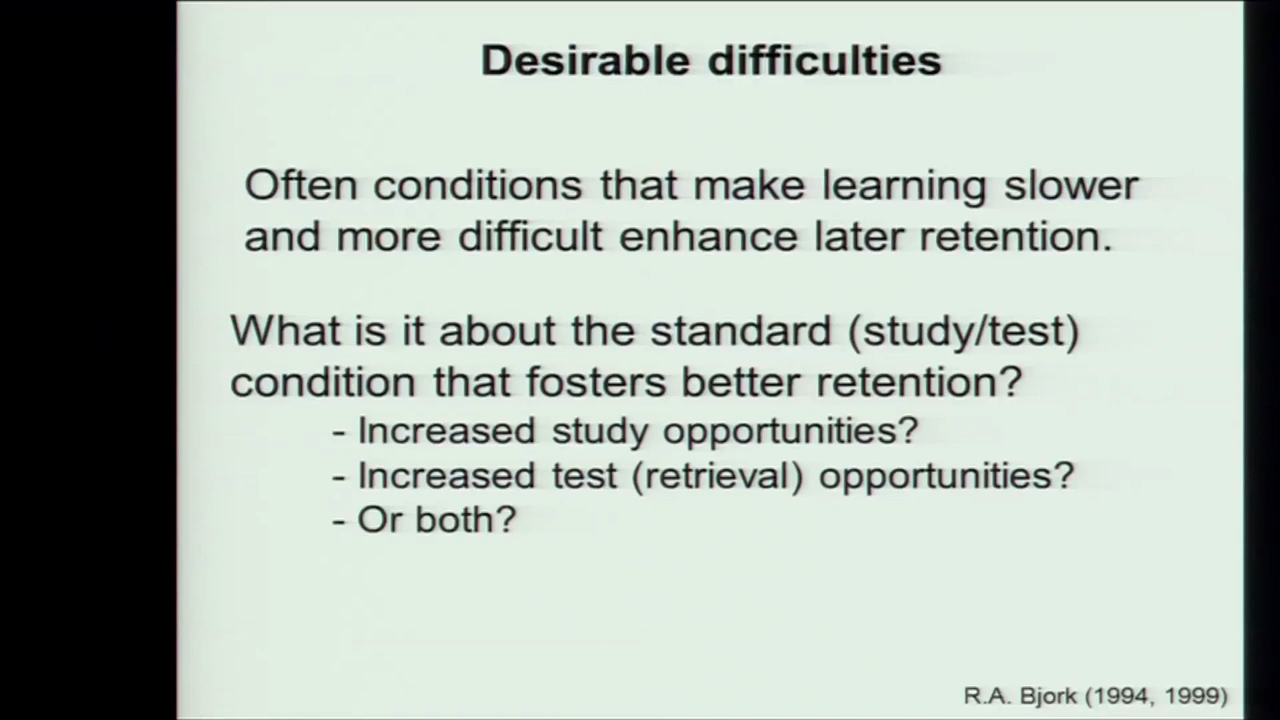 Desirable difficulties
Often conditions that make learning slower
and more difficult enhance later retention.
What is it about the standard (study/test)
condition that fosters better retention?
- Increased study opportunities?
- Increased test (retrieval) opportunities?
- Or both?
R.A. Bjork (1994, 1999)